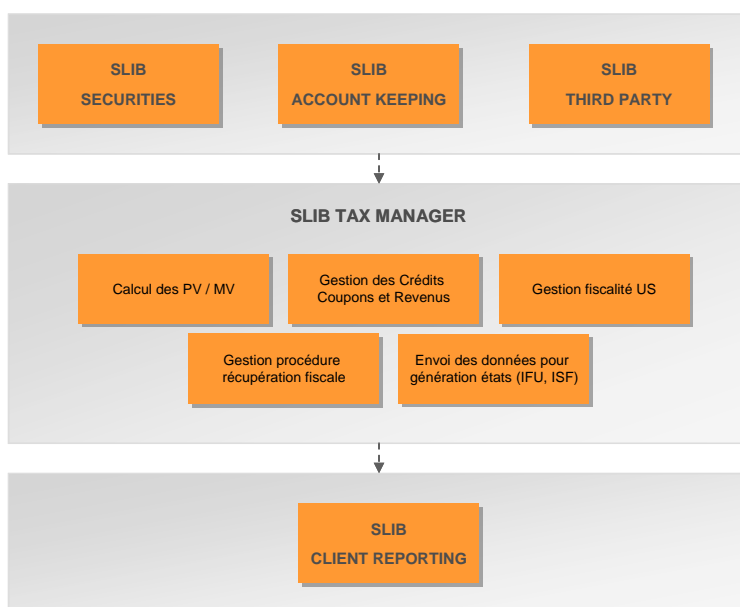 SLIB
SECURITIES
SLIB
ACCOUNT KEEPING
SLIB
THIRD PARTY
SLIB TAX MANAGER
Calcul des PV / MV
Gestion des Crédits
Coupons et Revenus
Gestion fiscalité US
Gestion procédure
récupération fiscale
Envoi des données pour
génération états (IFU, ISF)
SLIB
CLIENT REPORTING